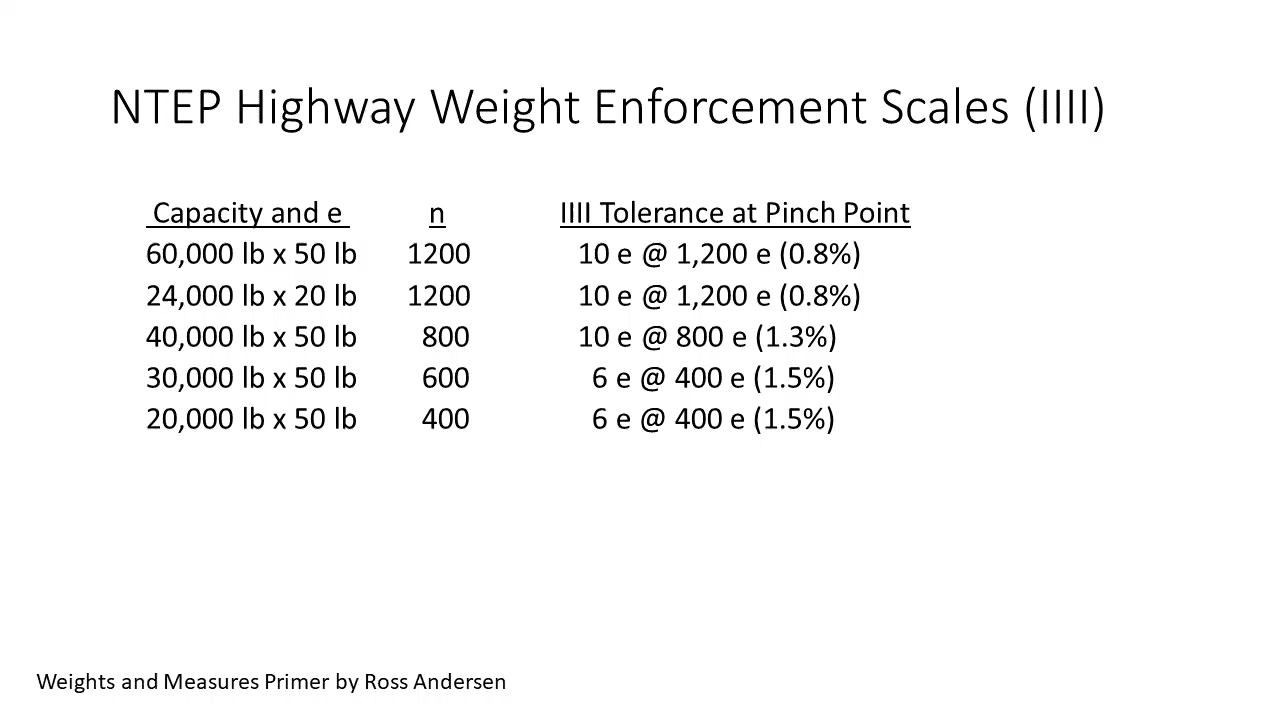 NTEP Highway Weight Enforcement Scales (IIII)
Capacity and e n IIII Tolerance at Pinch Point
60,000 lb x 50 lb 1200 10 e @ 1,200 e (0.8%)
24,000 lb x 20 lb 1200 10 e @ 1,200 e (0.8%)
40,000 lb x 50 lb 800 10 e @ 800 e (1.3%)
30,000 lb x 50 lb 600 6 e @ 400 e (1.5%)
20,000 lb x 50 lb 400 6 e @ 400 e (1.5%)
Weights and Measures Primer by Ross Andersen